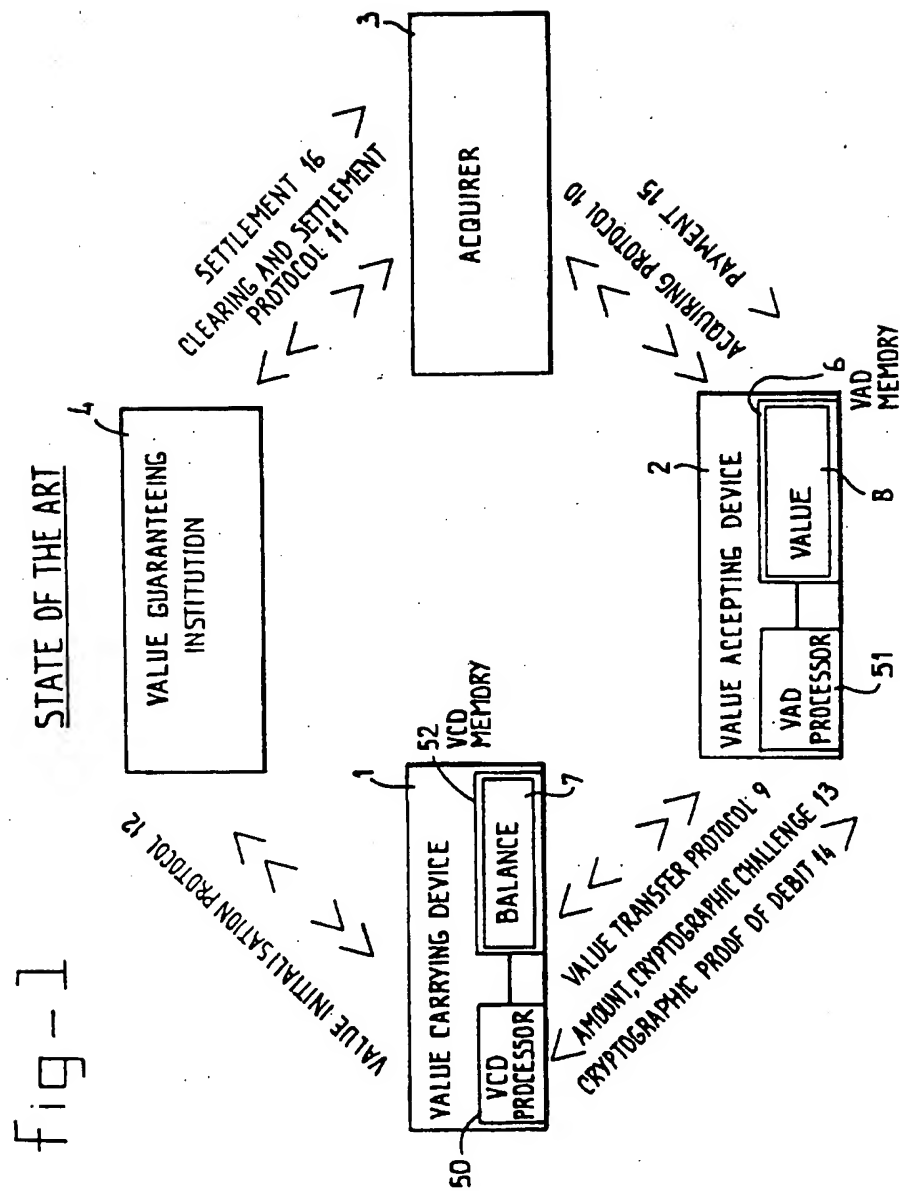 Fig-1
STATE OF THE ART
4
VALUE GUARANTEEING
INSTITUTION
VALUE INITIALISATION PROTOCOL 12
SETTLEMENT 16
CLEARING AND SETTLEMENT
PROTOCOL 11
1
52
VCD
MEMORY
VALUE CARRYING DEVICE
VCD
PROCESSOR
BALANCE
7
50
3
ACQUIRER
VALUE TRANSFER PROTOCOL 9
AMOUNT, CRYPTOGRAPHIC CHALLENGE 13
CRYPTOGRAPHIC PROOF OF DEBIT 14
ACQUIRING PROTOCOL 10
PAYMENT 15
2
VALUE ACCEPTING DEVICE
VAD
PROCESSOR
VALUE
6
VAD
MEMORY
51
8